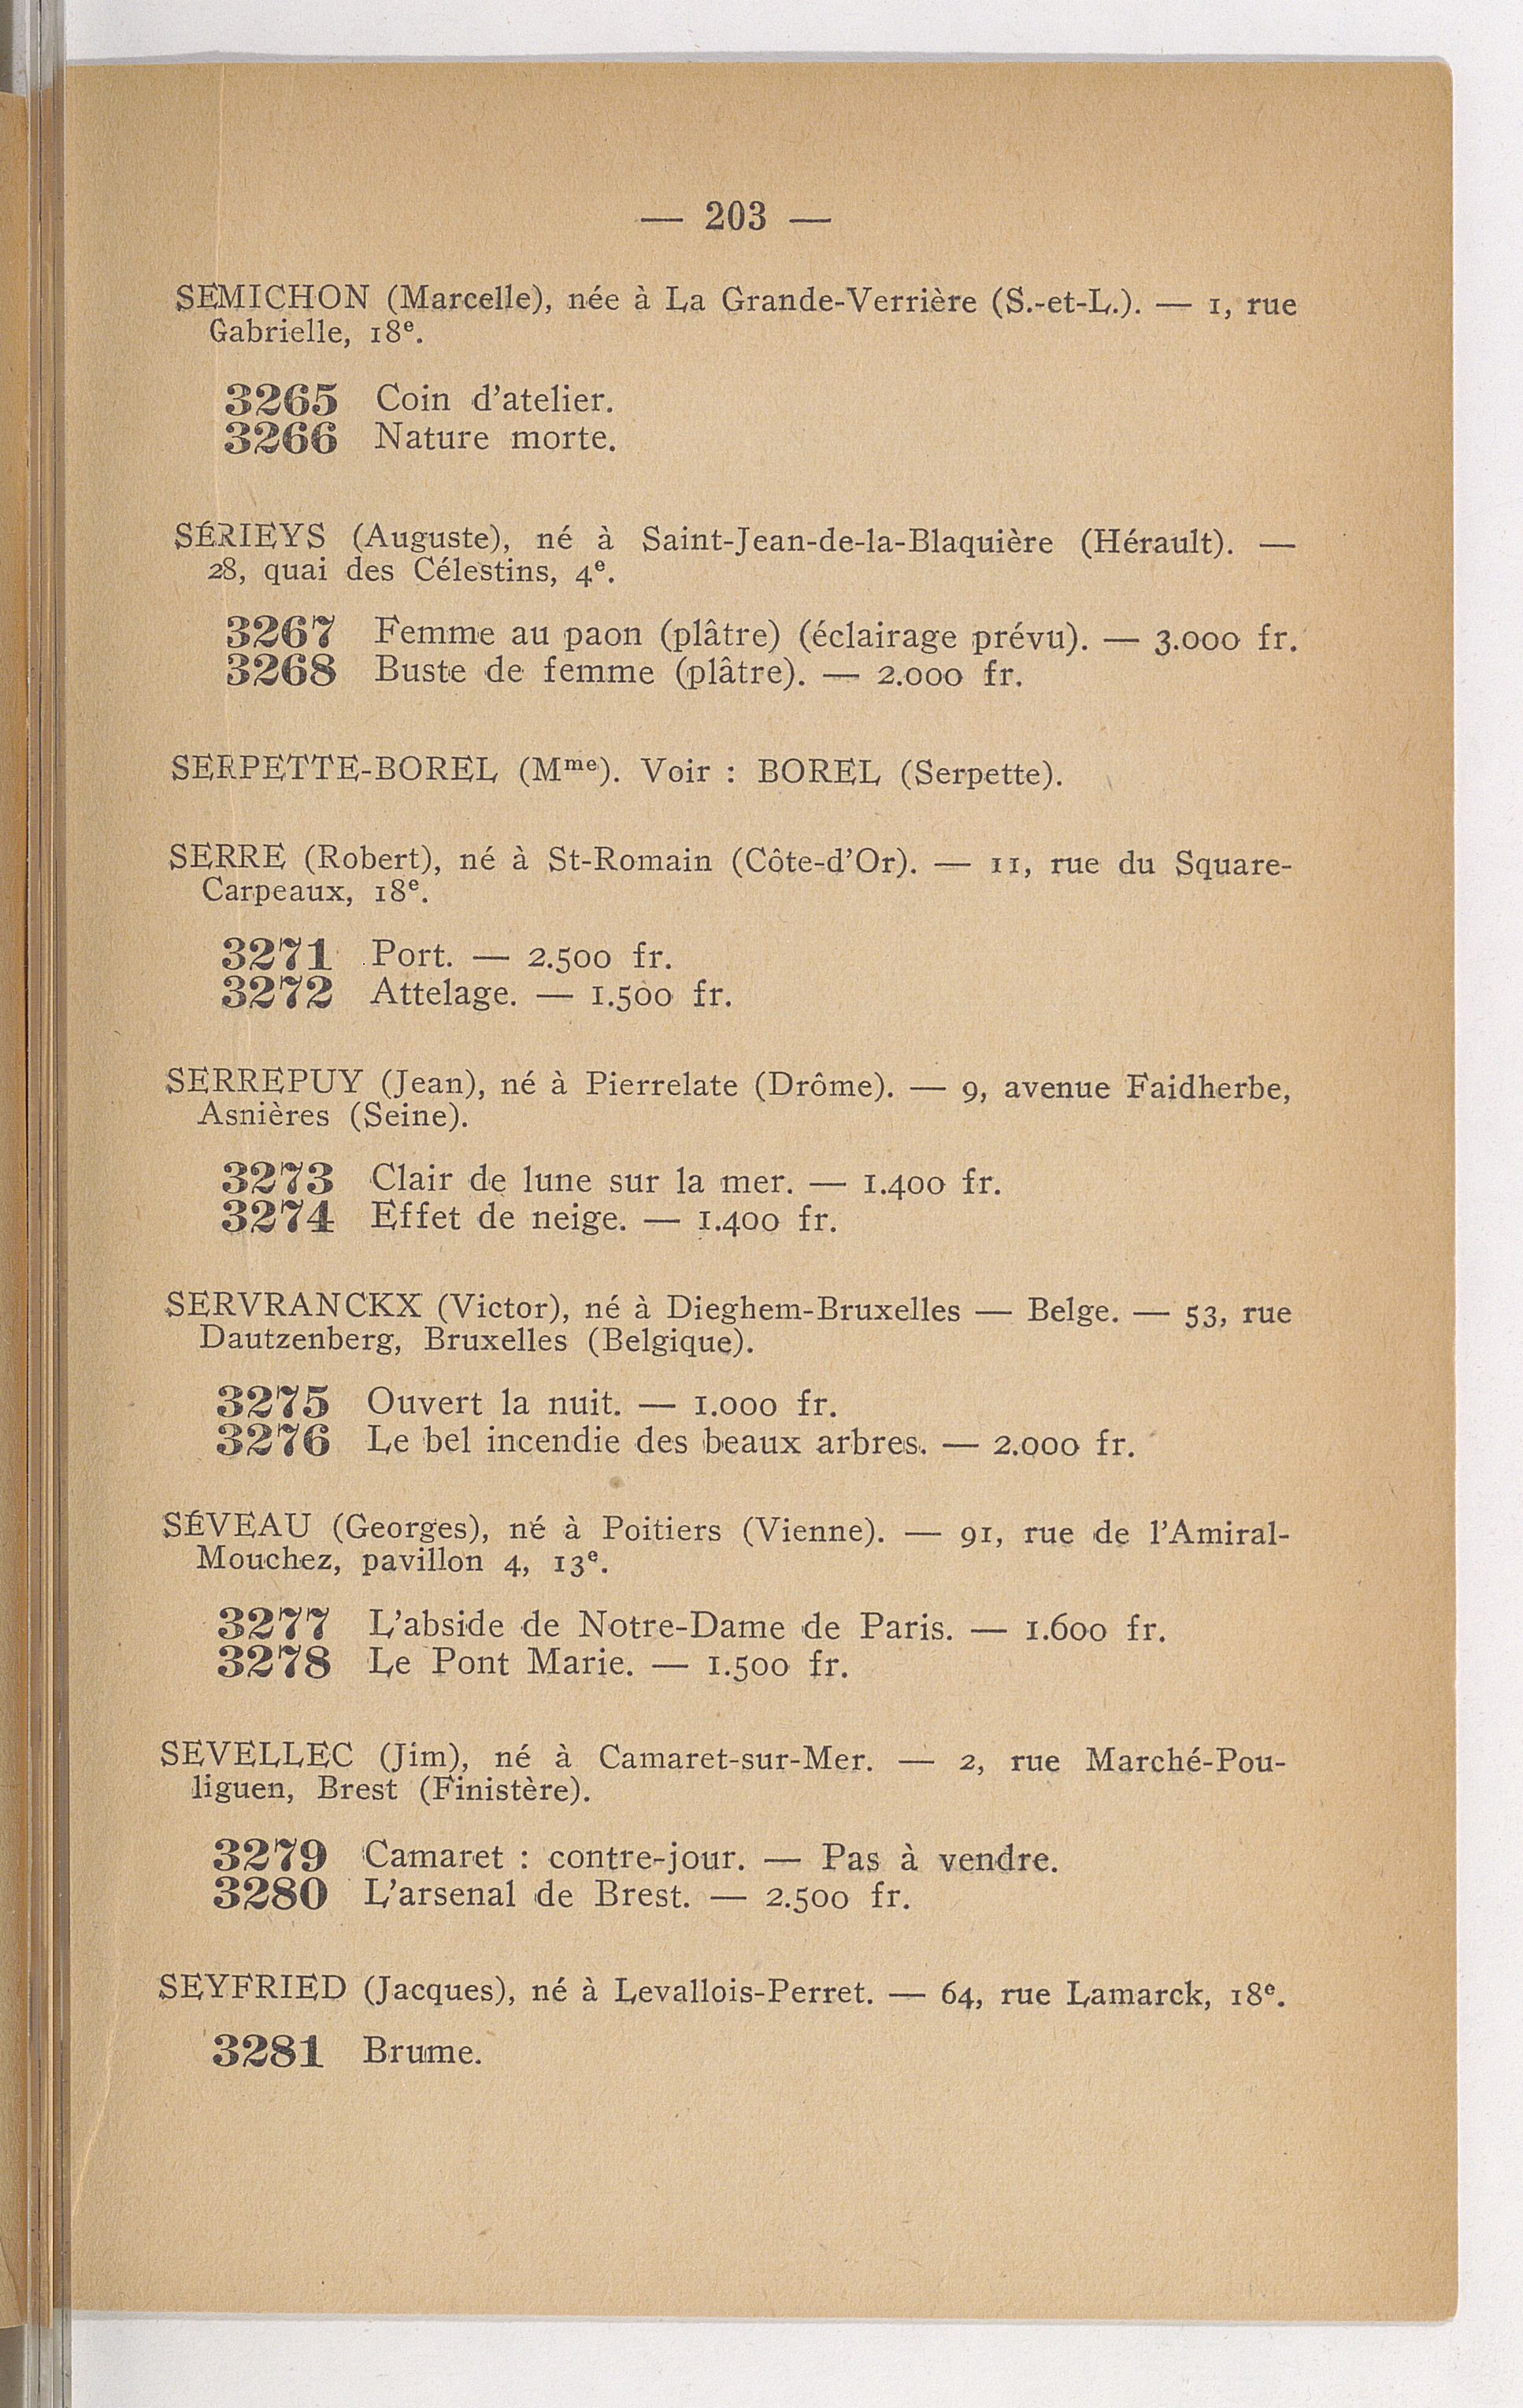 — 203 —
SEMICHON (Marcelle), née à La Grande-Verrière (S.-et-L.). — 1, rue
Gabrielle, 18e.
3265 Coin d'atelier.
3266 Nature morte.
SÉRIEYS (Auguste), né à Saint-Jean-de-la-Blaquière (Hérault). —
28, quai des Célestins, 4e.
3267 Femme au paon (plâtre) (éclairage prévu). — 3.000 fr.
3268 Buste de femme (plâtre). — 2.000 fr.
SERPETTE-BOREL (Mme). Voir : BOREL (Serpette).
SERRE (Robert), né à St-Romain (Côte-d'Or). — 11, rue du Square-
Carpeaux, 18e.
3271 Port. — 2.500 fr.
3272 Attelage. — 1.500 fr.
SERREPUY (Jean), né à Pierrelate (Drôme). — 9, avenue Faidherbe,
Asnières (Seine).
3273 Clair de lune sur la mer. — 1.400 fr.
3274 Effet de neige. — 1.400 fr.
SERVRANCKX (Victor), né à Dieghem-Bruxelles — Belge. — 53, rue
Dautzenberg, Bruxelles (Belgique).
3275 Ouvert la nuit. — 1.000 fr.
3276 Le bel incendie des beaux arbres. — 2.000 fr.
SÉVEAU (Georges), né à Poitiers (Vienne). — 91, rue de l'Amiral-
Mouchez, pavillon 4, 13e.
3277 L'abside de Notre-Dame de Paris. — 1.600 fr.
3278 Le Pont Marie. — 1.500 fr.
SEVELLEC (Jim), né à Camaret-sur-Mer. — 2, rue Marché-Pou-
liguen, Brest (Finistère).
3279 Camaret : contre-jour. — Pas à vendre.
3280 L'arsenal de Brest. — 2.500 fr.
SEYFRIED (Jacques), né à Levallois-Perret. — 64, rue Lamarck, 18e.
3281 Brume.